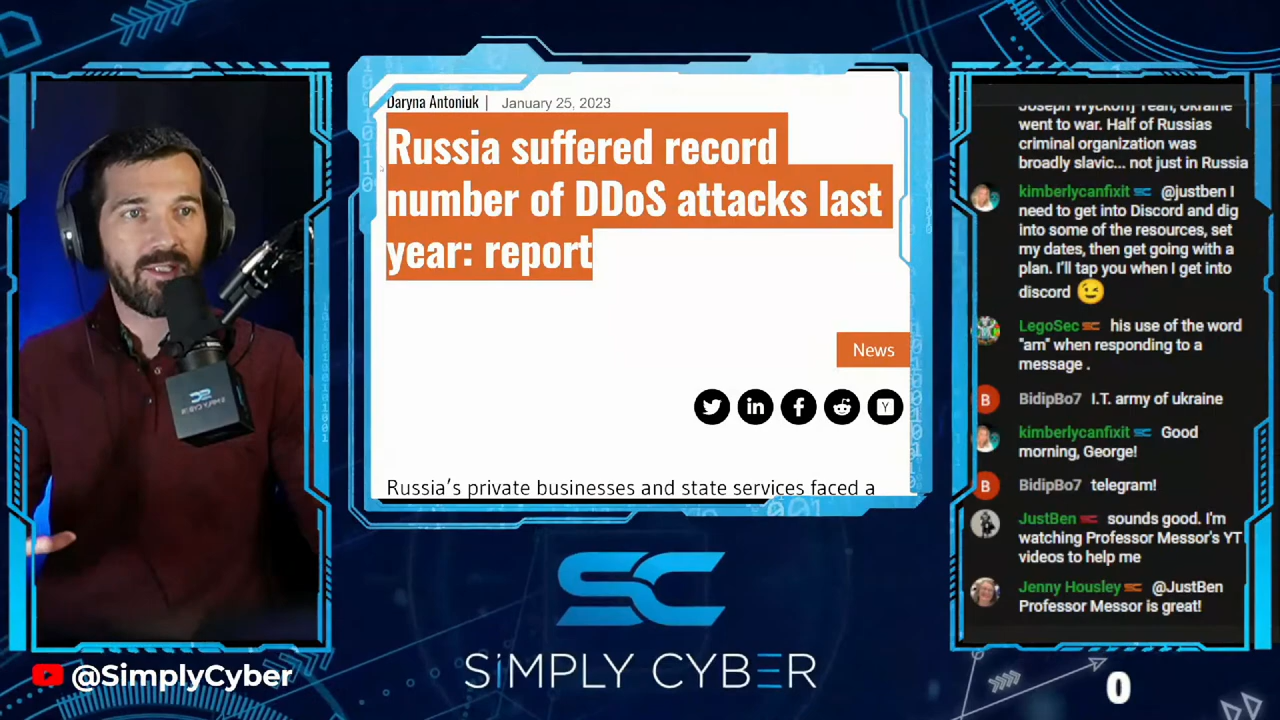 Daryna Antoniuk | January 25, 2023
Russia suffered record
number of DDoS attacks last
year: report
News
Russia's private businesses and state services faced a
SC
SiMPLY CYBER
@SimplyCyber
Joseph Wyckoff] Yeah, Ukraine
went to war. Half of Russias
criminal organization was
broadly slavic... not just in Russia
kimberlycanfixit @justben I
need to get into Discord and dig
into some of the resources, set
my dates, then get going with a
plan. I'll tap you when I get into
discord 😉
LegoSec his use of the word
"am" when responding to a
message .
B BidipBo7 I.T. army of ukraine
kimberlycanfixit Good
morning, George!
B BidipBo7 telegram!
JustBen sounds good. I'm
watching Professor Messor's YT
videos to help me
Jenny Housley @JustBen
Professor Messor is great!
0